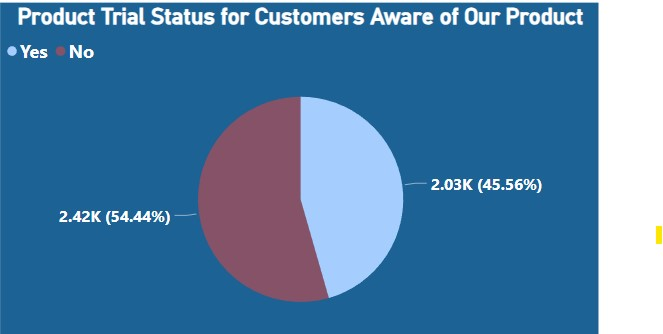 Product Trial Status for Customers Aware of Our Product
Yes No
2.03K (45.56%)
2.42K (54.44%)